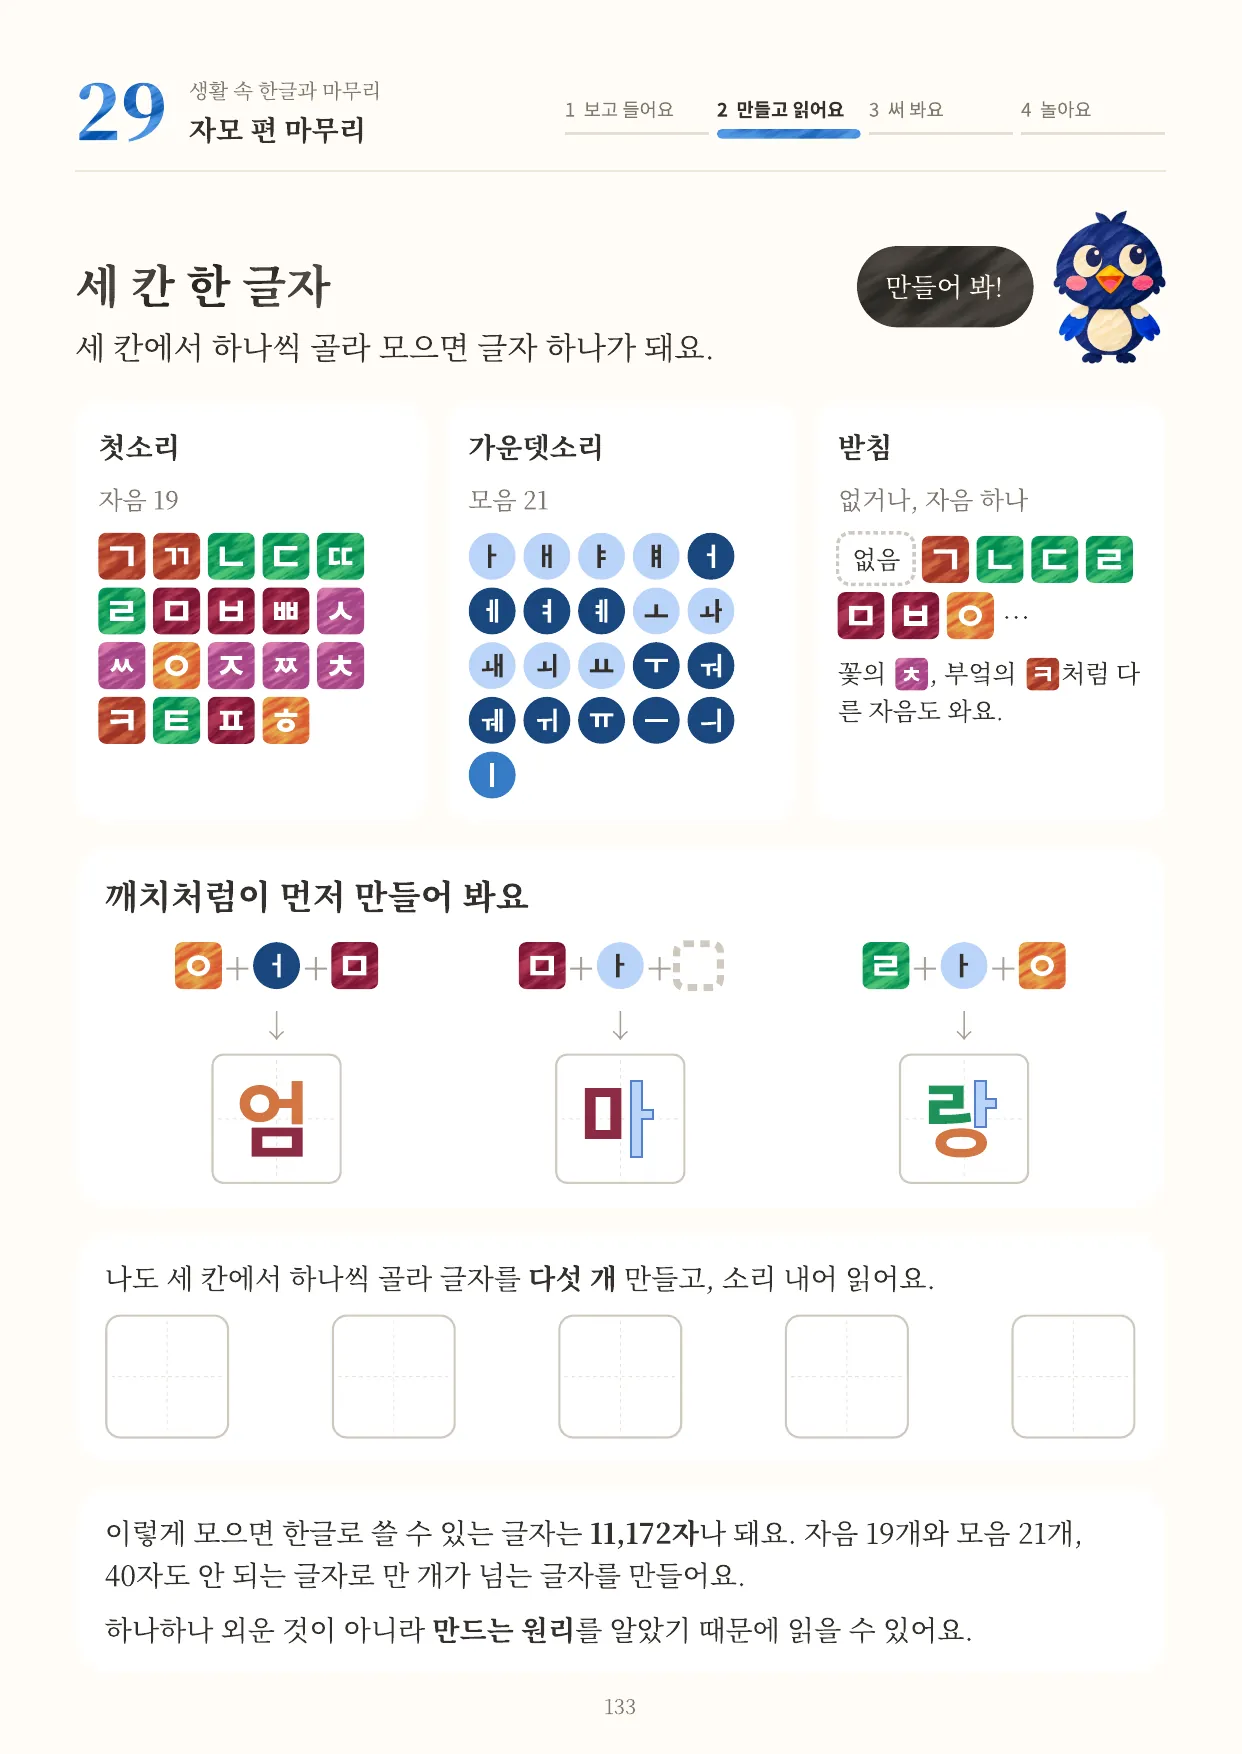 29
생활 속 한글과 마무리
자모 편 마무리
1 보고 들어요
2 만들고 읽어요
3 써 봐요
4 놀아요
세 칸 한 글자
세 칸에서 하나씩 골라 모으면 글자 하나가 돼요.
만들어 봐!
첫소리
자음 19
ㄱ ㄲ ㄴ ㄷ ㄸ
ㄹ ㅁ ㅂ ㅃ ㅅ
ㅆ ㅇ ㅈ ㅉ ㅊ
ㅋ ㅌ ㅍ ㅎ
가운뎃소리
모음 21
ㅏ ㅐ ㅑ ㅒ ㅓ
ㅔ ㅕ ㅖ ㅗ ㅘ
ㅙ ㅚ ㅛ ㅜ ㅝ
ㅞ ㅟ ㅠ ㅡ ㅢ
ㅣ
받침
없거나, 자음 하나
없음 ㄱ ㄴ ㄷ ㄹ
ㅁ ㅂ ㅇ …
꽃의 ㅊ, 부엌의 ㅋ처럼 다
른 자음도 와요.
깨치처럼이 먼저 만들어 봐요
ㅇ + ㅓ + ㅁ
↓
엄
ㅁ + ㅏ +
↓
마
ㄹ + ㅏ + ㅇ
↓
랑
나도 세 칸에서 하나씩 골라 글자를 다섯 개 만들고, 소리 내어 읽어요.
이렇게 모으면 한글로 쓸 수 있는 글자는 11,172자나 돼요. 자음 19개와 모음 21개,
40자도 안 되는 글자로 만 개가 넘는 글자를 만들어요.
하나하나 외운 것이 아니라 만드는 원리를 알았기 때문에 읽을 수 있어요.
133